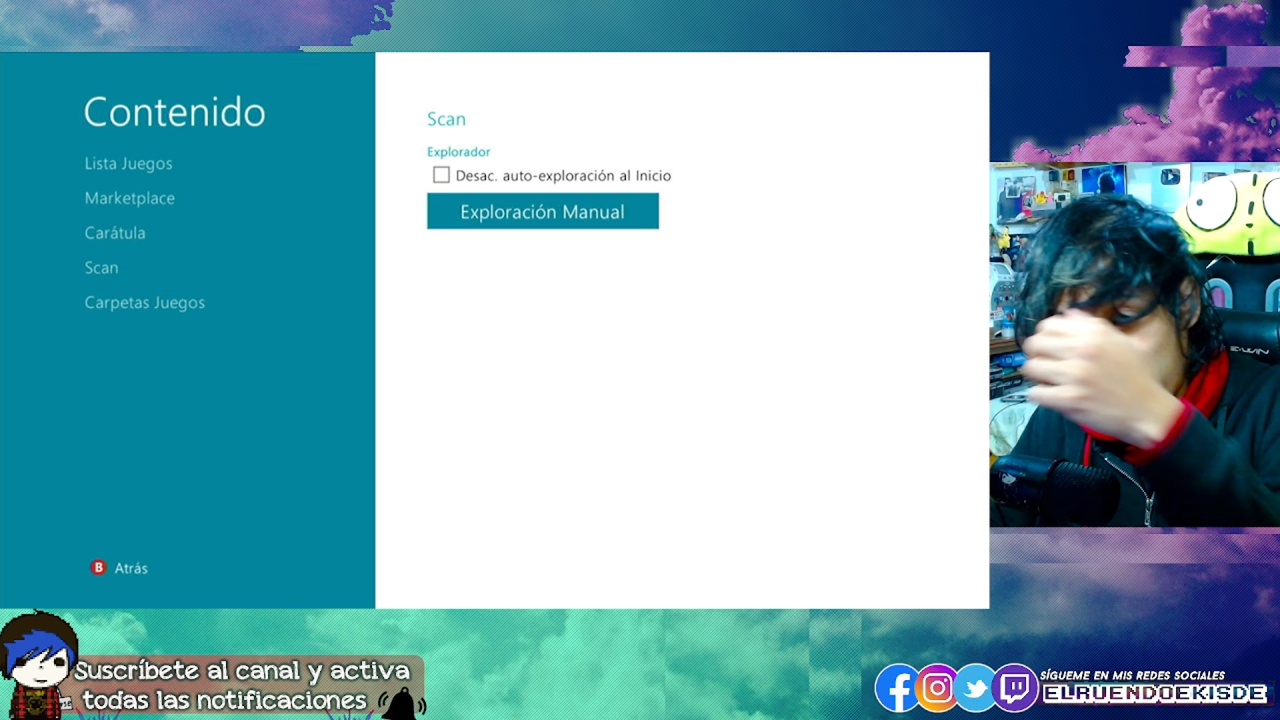 Contenido
Lista Juegos
Marketplace
Carátula
Scan
Carpetas Juegos
B Atrás
Scan
Explorador
Desac. auto-exploración al Inicio
Exploración Manual
Suscríbete al canal y activa
todas las notificaciones
SÍGUEME EN MIS REDES SOCIALES
ELRUENDOEKISDE